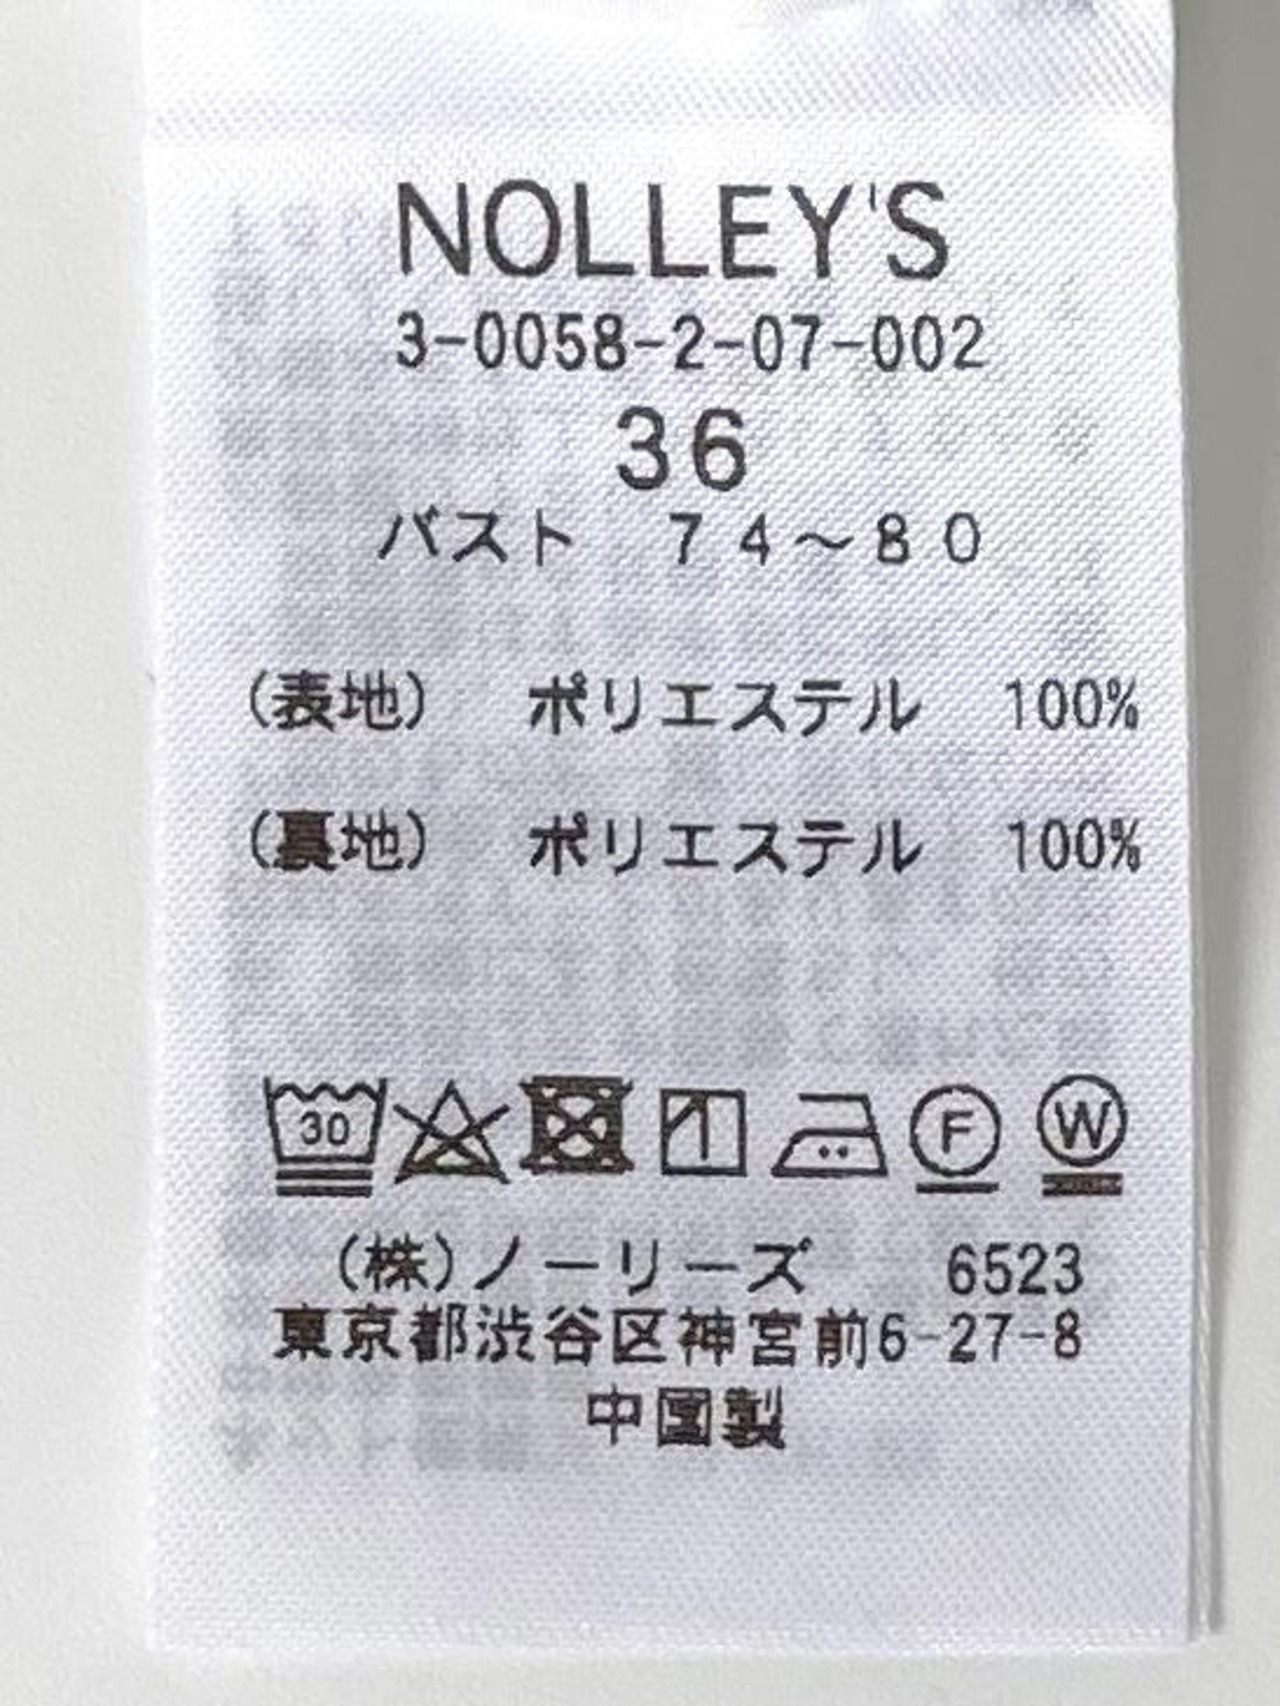 NOLLEY'S
3-0058-2-07-002
36
バスト　７４～８０
(表地)　ポリエステル　100%
(裏地)　ポリエステル　100%
30 F W
(株)ノーリーズ　6523
東京都渋谷区神宮前6-27-8
中国製